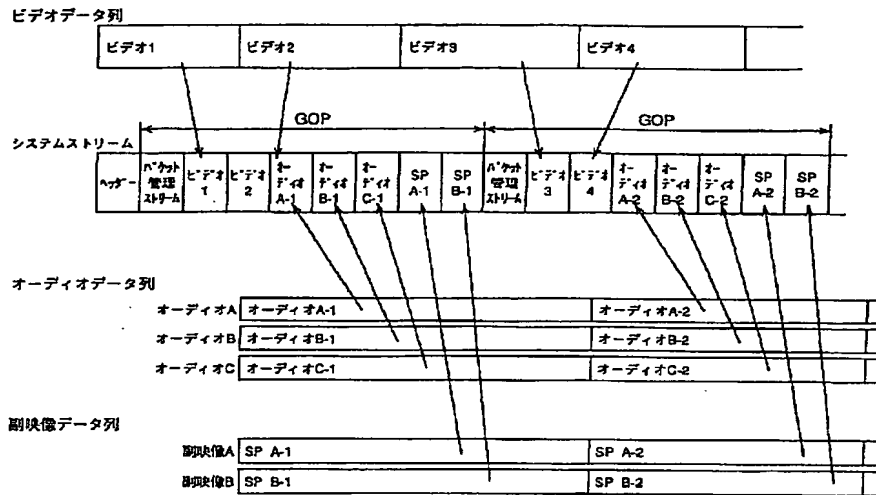 ビデオデータ列
ビデオ1 ビデオ2 ビデオ3 ビデオ4
GOP GOP
システムストリーム
ヘッダー パケット管理ストリーム ビデオ1 ビデオ2 オーディオA-1 オーディオB-1 オーディオC-1 SP A-1 SP B-1 パケット管理ストリーム ビデオ3 ビデオ4 オーディオA-2 オーディオB-2 オーディオC-2 SP A-2 SP B-2
オーディオデータ列
オーディオA オーディオA-1 オーディオA-2
オーディオB オーディオB-1 オーディオB-2
オーディオC オーディオC-1 オーディオC-2
副映像データ列
副映像A SP A-1 SP A-2
副映像B SP B-1 SP B-2